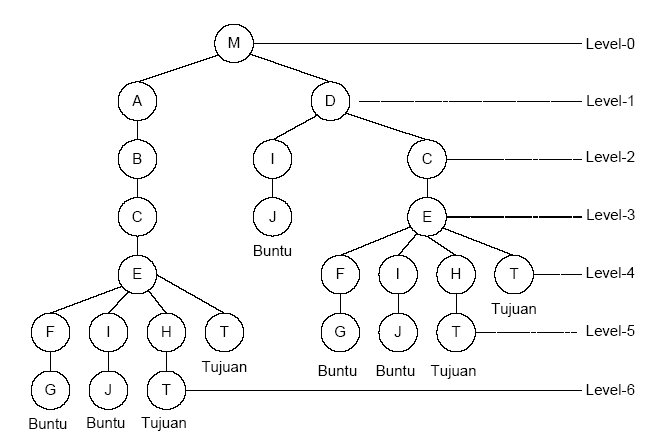 M Level-0
A D Level-1
B I C Level-2
C J E Level-3
Buntu
E F I H T Level-4
Tujuan
F I H T G J T Level-5
Tujuan Buntu Buntu Tujuan
G J T Level-6
Buntu Buntu Tujuan